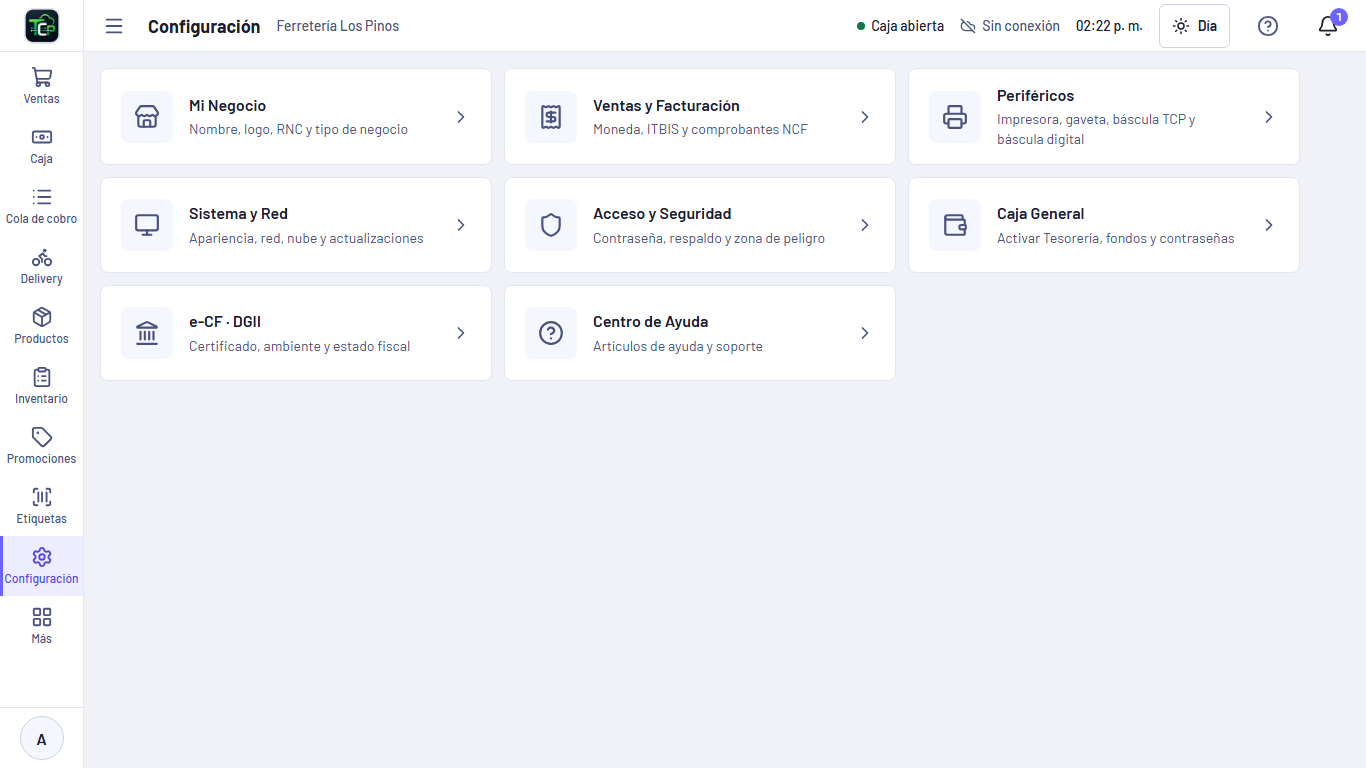 TCP
Configuración
Ferretería Los Pinos
Caja abierta
Sin conexión
02:22 p. m.
Día
1
Ventas
Caja
Cola de cobro
Delivery
Productos
Inventario
Promociones
Etiquetas
Configuración
Más
A
Mi Negocio
Nombre, logo, RNC y tipo de negocio
Ventas y Facturación
Moneda, ITBIS y comprobantes NCF
Periféricos
Impresora, gaveta, báscula TCP y
báscula digital
Sistema y Red
Apariencia, red, nube y actualizaciones
Acceso y Seguridad
Contraseña, respaldo y zona de peligro
Caja General
Activar Tesorería, fondos y contraseñas
e-CF · DGII
Certificado, ambiente y estado fiscal
Centro de Ayuda
Artículos de ayuda y soporte